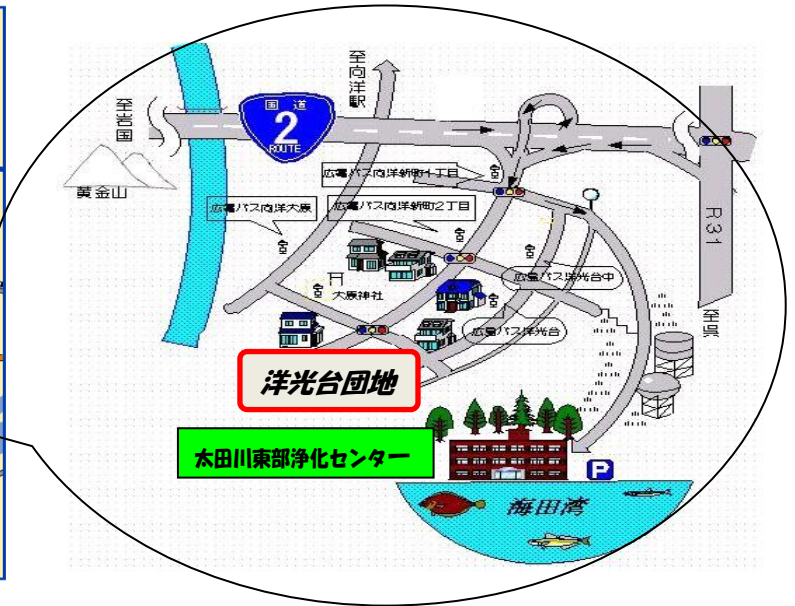 至向洋駅
至岩国
国道
2
ROUTE
黄金山
広電バス向洋新町1丁目
広電バス向洋大原
広電バス向洋新町2丁目
R31
広島バス洋光台中
大原神社
至呉
広島バス洋光台
洋光台団地
太田川東部浄化センター
P
海田湾